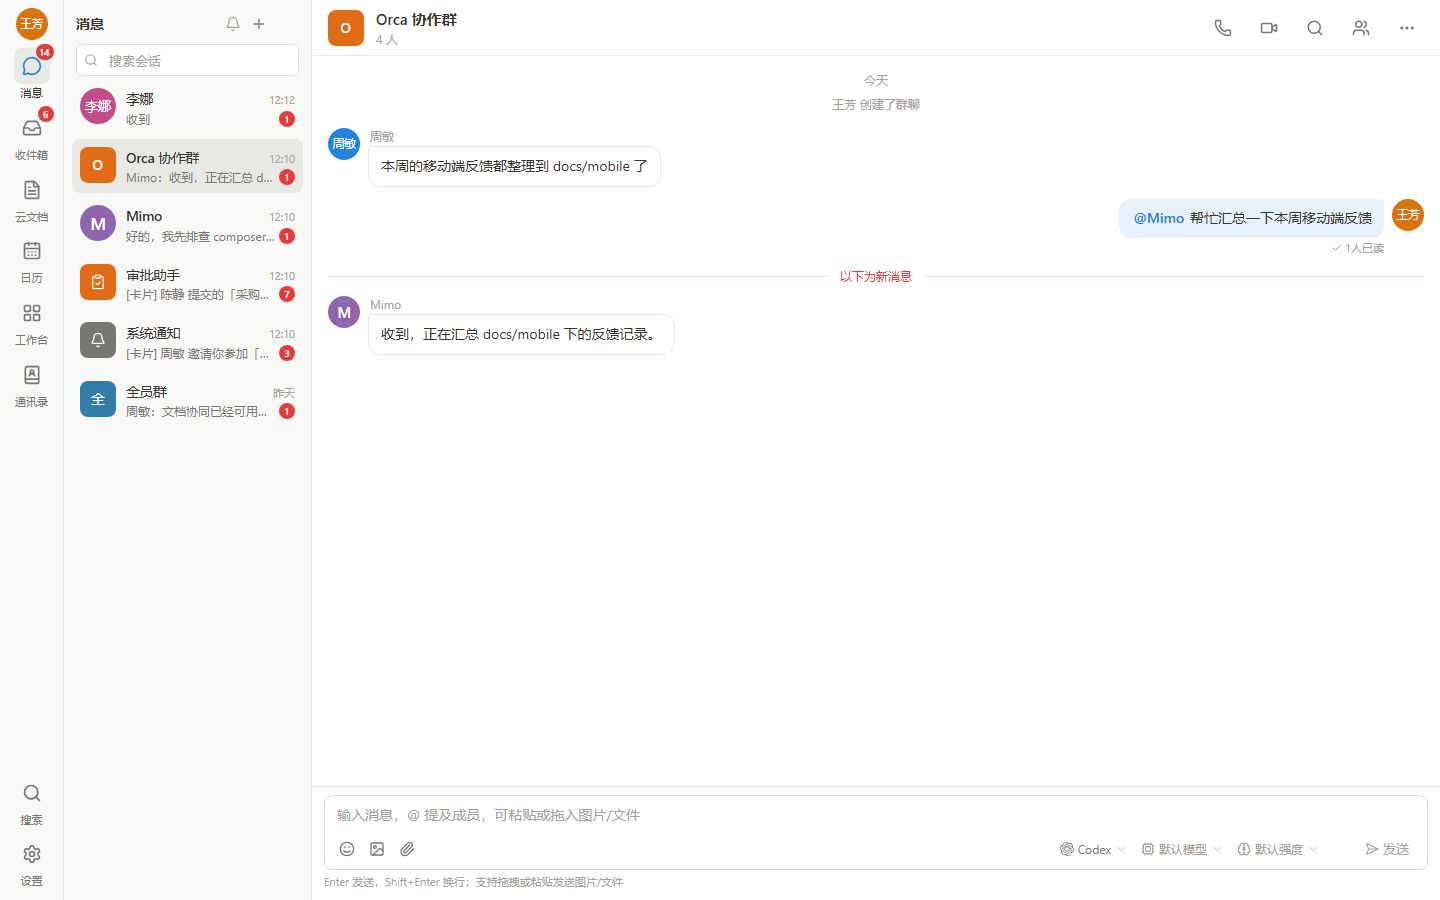 王芳
14
消息
6
收件箱
云文档
日历
工作台
通讯录
搜索
设置
消息
搜索会话
李娜
李娜
12:12
收到
1
O
Orca 协作群
12:10
Mimo：收到，正在汇总 d...
1
M
Mimo
12:10
好的，我先排查 composer...
1
审批助手
12:10
[卡片] 陈静 提交的「采购...
7
系统通知
12:10
[卡片] 周敏 邀请你参加「...
3
全
全员群
昨天
周敏：文档协同已经可用...
1
O
Orca 协作群
4 人
今天
王芳 创建了群聊
周敏
周敏
本周的移动端反馈都整理到 docs/mobile 了
@Mimo 帮忙汇总一下本周移动端反馈
王芳
1人已读
以下为新消息
M
Mimo
收到，正在汇总 docs/mobile 下的反馈记录。
输入消息，@ 提及成员，可粘贴或拖入图片/文件
Codex
默认模型
默认强度
发送
Enter 发送，Shift+Enter 换行；支持拖拽或粘贴发送图片/文件